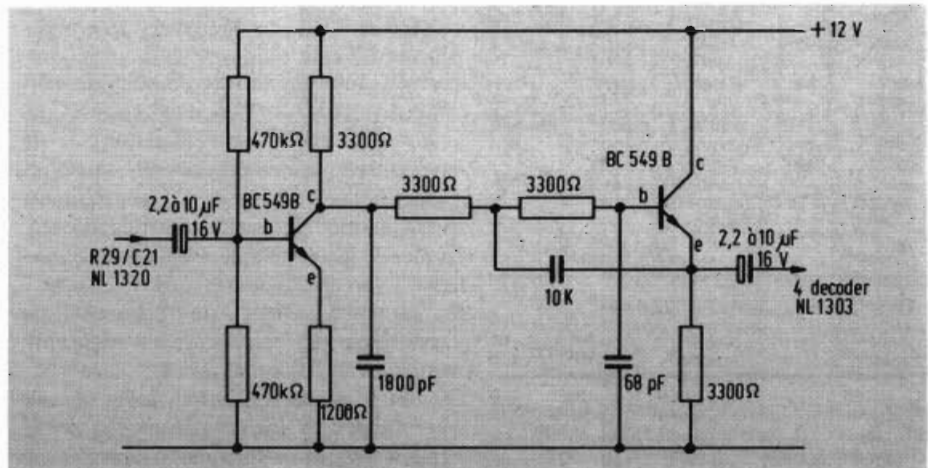 + 12 V
470kΩ
3300Ω
BC 549 B
c
3300Ω
3300Ω
b
2,2 à 10 µF
BC549B
c
16 V
b
e
2,2 à 10 µF
16 V
R29/C21
NL 1320
e
10K
4 decoder
NL 1303
470kΩ
1200Ω
1800 pF
68 pF
3300Ω